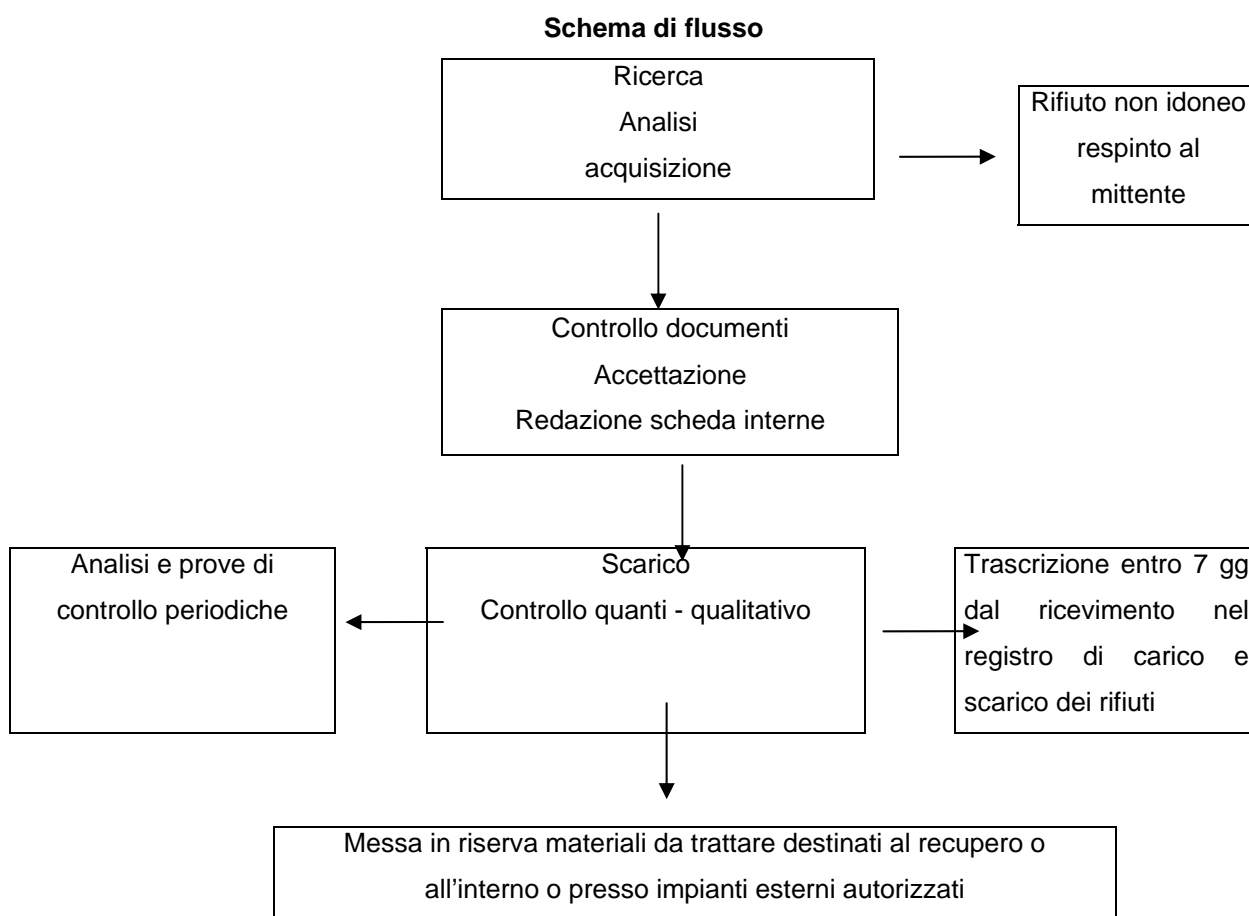 Schema di flusso
Ricerca
Analisi
acquisizione
Rifiuto non idoneo
respinto al
mittente
Controllo documenti
Accettazione
Redazione scheda interne
Analisi e prove di
controllo periodiche
Scarico
Controllo quanti - qualitativo
Trascrizione entro 7 gg
dal ricevimento nel
registro di carico e
scarico dei rifiuti
Messa in riserva materiali da trattare destinati al recupero o
all'interno o presso impianti esterni autorizzati